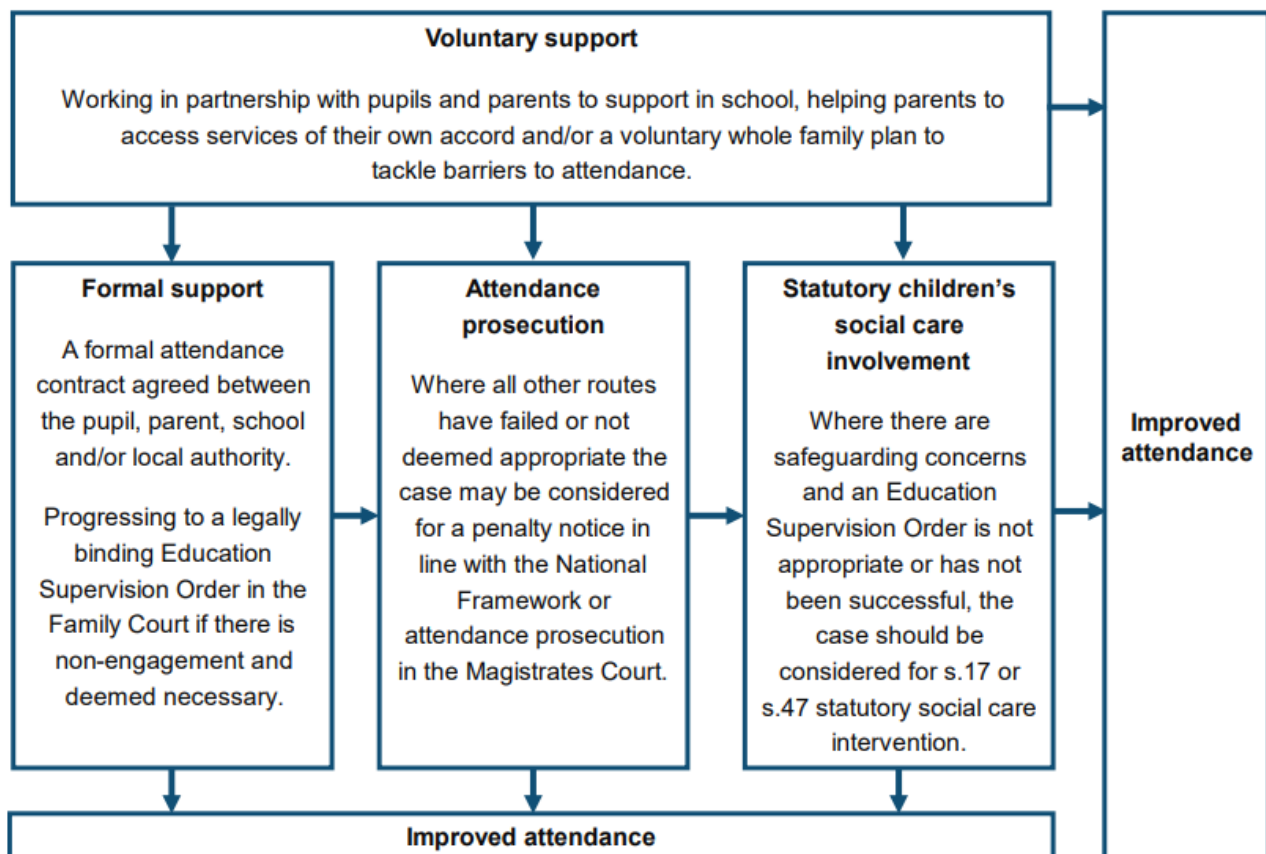 Voluntary support
Working in partnership with pupils and parents to support in school, helping parents to
access services of their own accord and/or a voluntary whole family plan to
tackle barriers to attendance.
Formal support
A formal attendance
contract agreed between
the pupil, parent, school
and/or local authority.
Progressing to a legally
binding Education
Supervision Order in the
Family Court if there is
non-engagement and
deemed necessary.
Attendance
prosecution
Where all other routes
have failed or not
deemed appropriate the
case may be considered
for a penalty notice in
line with the National
Framework or
attendance prosecution
in the Magistrates Court.
Statutory children’s
social care
involvement
Where there are
safeguarding concerns
and an Education
Supervision Order is not
appropriate or has not
been successful, the
case should be
considered for s.17 or
s.47 statutory social care
intervention.
Improved
attendance
Improved attendance